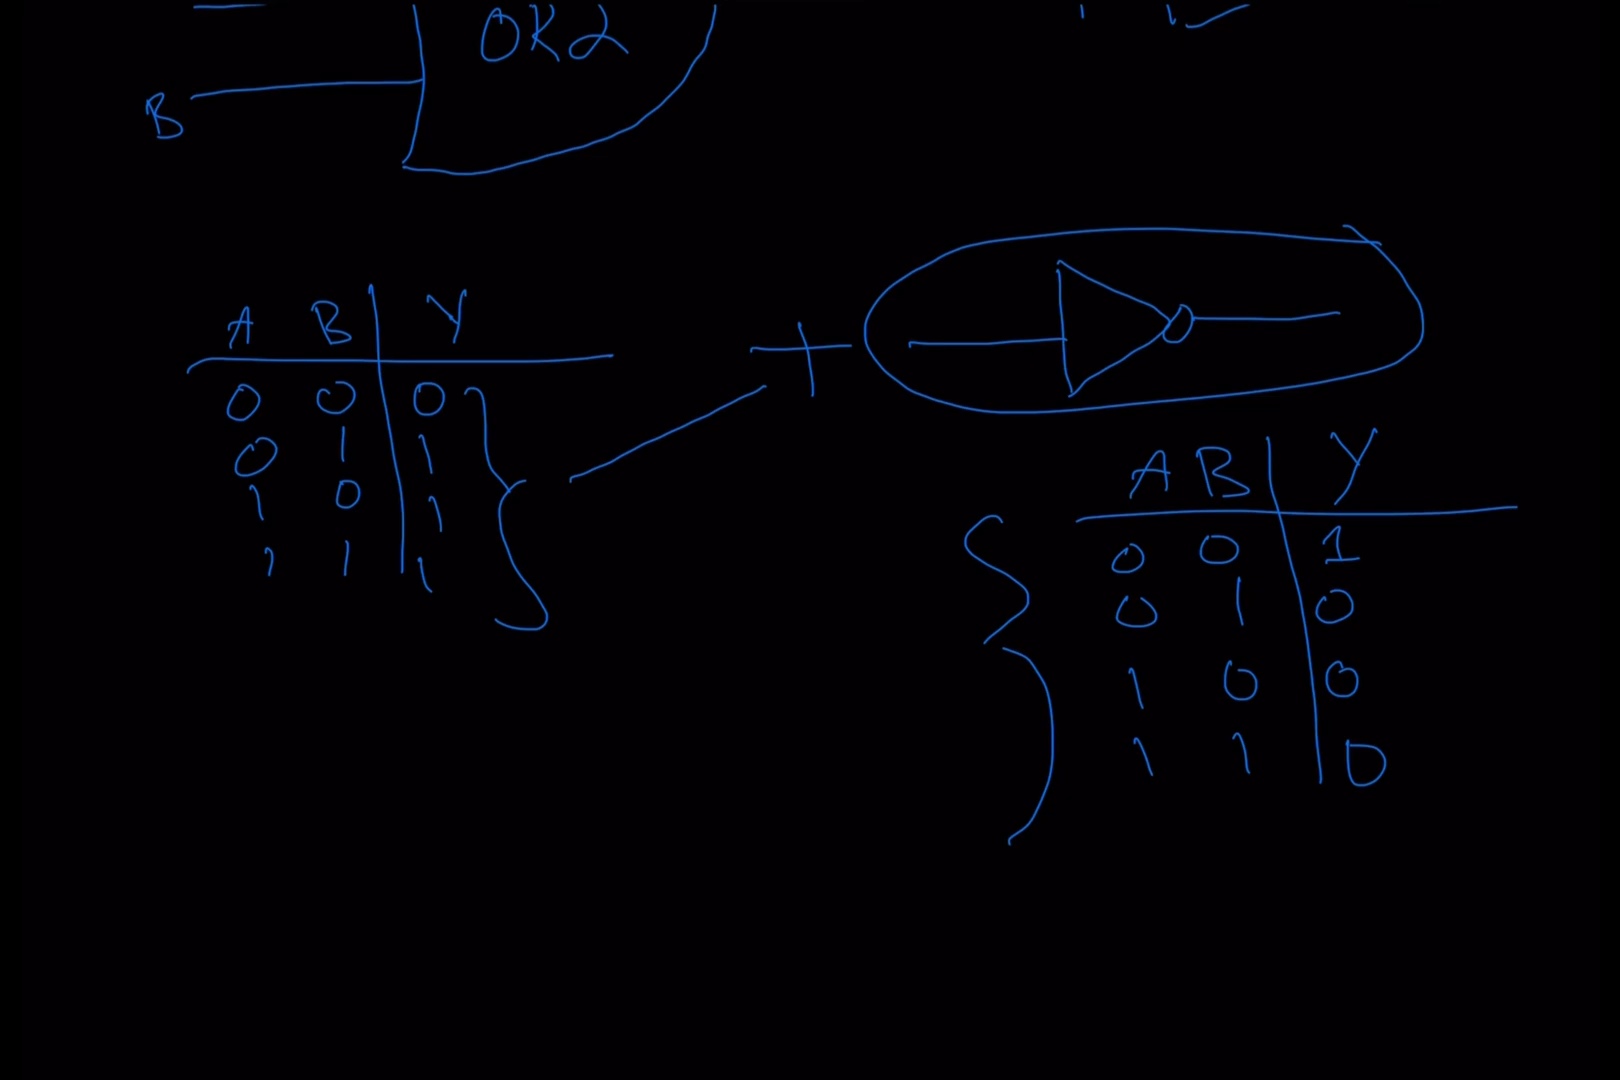 OR2
B
A B Y
0 0 0
0 1 1
1 0 1
1 1 1
+
A B Y
0 0 1
0 1 0
1 0 0
1 1 0